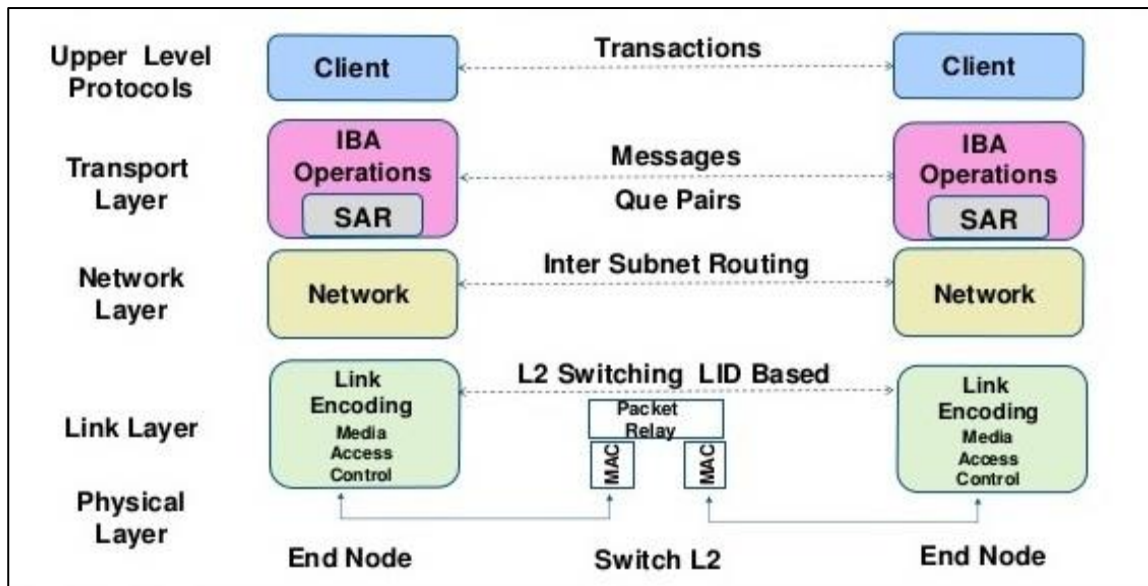 Upper Level
Protocols
Client
Transactions
Client
Transport
Layer
IBA
Operations
SAR
Messages
Que Pairs
IBA
Operations
SAR
Network
Layer
Network
Inter Subnet Routing
Network
Link Layer
Link
Encoding
Media
Access
Control
L2 Switching LID Based
Packet
Relay
MAC
MAC
Link
Encoding
Media
Access
Control
Physical
Layer
End Node
Switch L2
End Node